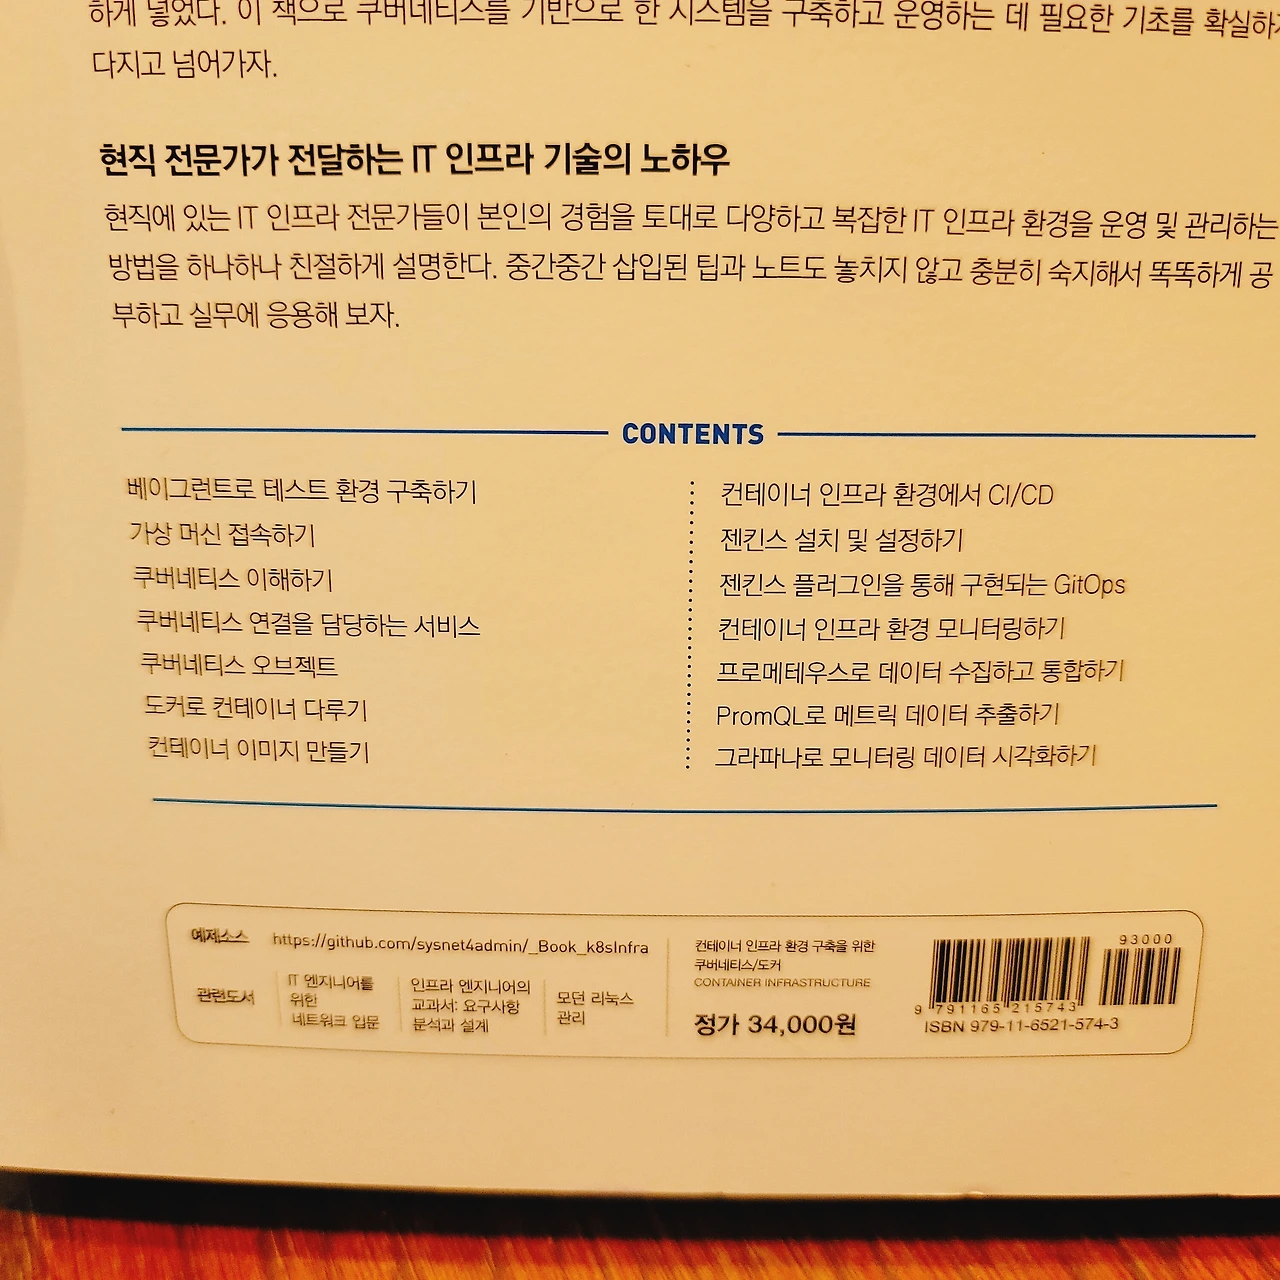 하게 넣었다. 이 책으로 쿠버네티스를 기반으로 한 시스템을 구축하고 운영하는 데 필요한 기초를 확실하게
다지고 넘어가자.
현직 전문가가 전달하는 IT 인프라 기술의 노하우
현직에 있는 IT 인프라 전문가들이 본인의 경험을 토대로 다양하고 복잡한 IT 인프라 환경을 운영 및 관리하는
방법을 하나하나 친절하게 설명한다. 중간중간 삽입된 팁과 노트도 놓치지 않고 충분히 숙지해서 똑똑하게 공
부하고 실무에 응용해 보자.
CONTENTS
베이그런트로 테스트 환경 구축하기
가상 머신 접속하기
쿠버네티스 이해하기
쿠버네티스 연결을 담당하는 서비스
쿠버네티스 오브젝트
도커로 컨테이너 다루기
컨테이너 이미지 만들기
컨테이너 인프라 환경에서 CI/CD
젠킨스 설치 및 설정하기
젠킨스 플러그인을 통해 구현되는 GitOps
컨테이너 인프라 환경 모니터링하기
프로메테우스로 데이터 수집하고 통합하기
PromQL로 메트릭 데이터 추출하기
그라파나로 모니터링 데이터 시각화하기
예제소스 https://github.com/sysnet4admin/_Book_k8sInfra
관련도서
IT 엔지니어를
위한
네트워크 입문
인프라 엔지니어의
교과서: 요구사항
분석과 설계
모던 리눅스
관리
컨테이너 인프라 환경 구축을 위한
쿠버네티스/도커
CONTAINER INFRASTRUCTURE
정가 34,000원
93000
9 791165 215743
ISBN 979-11-6521-574-3